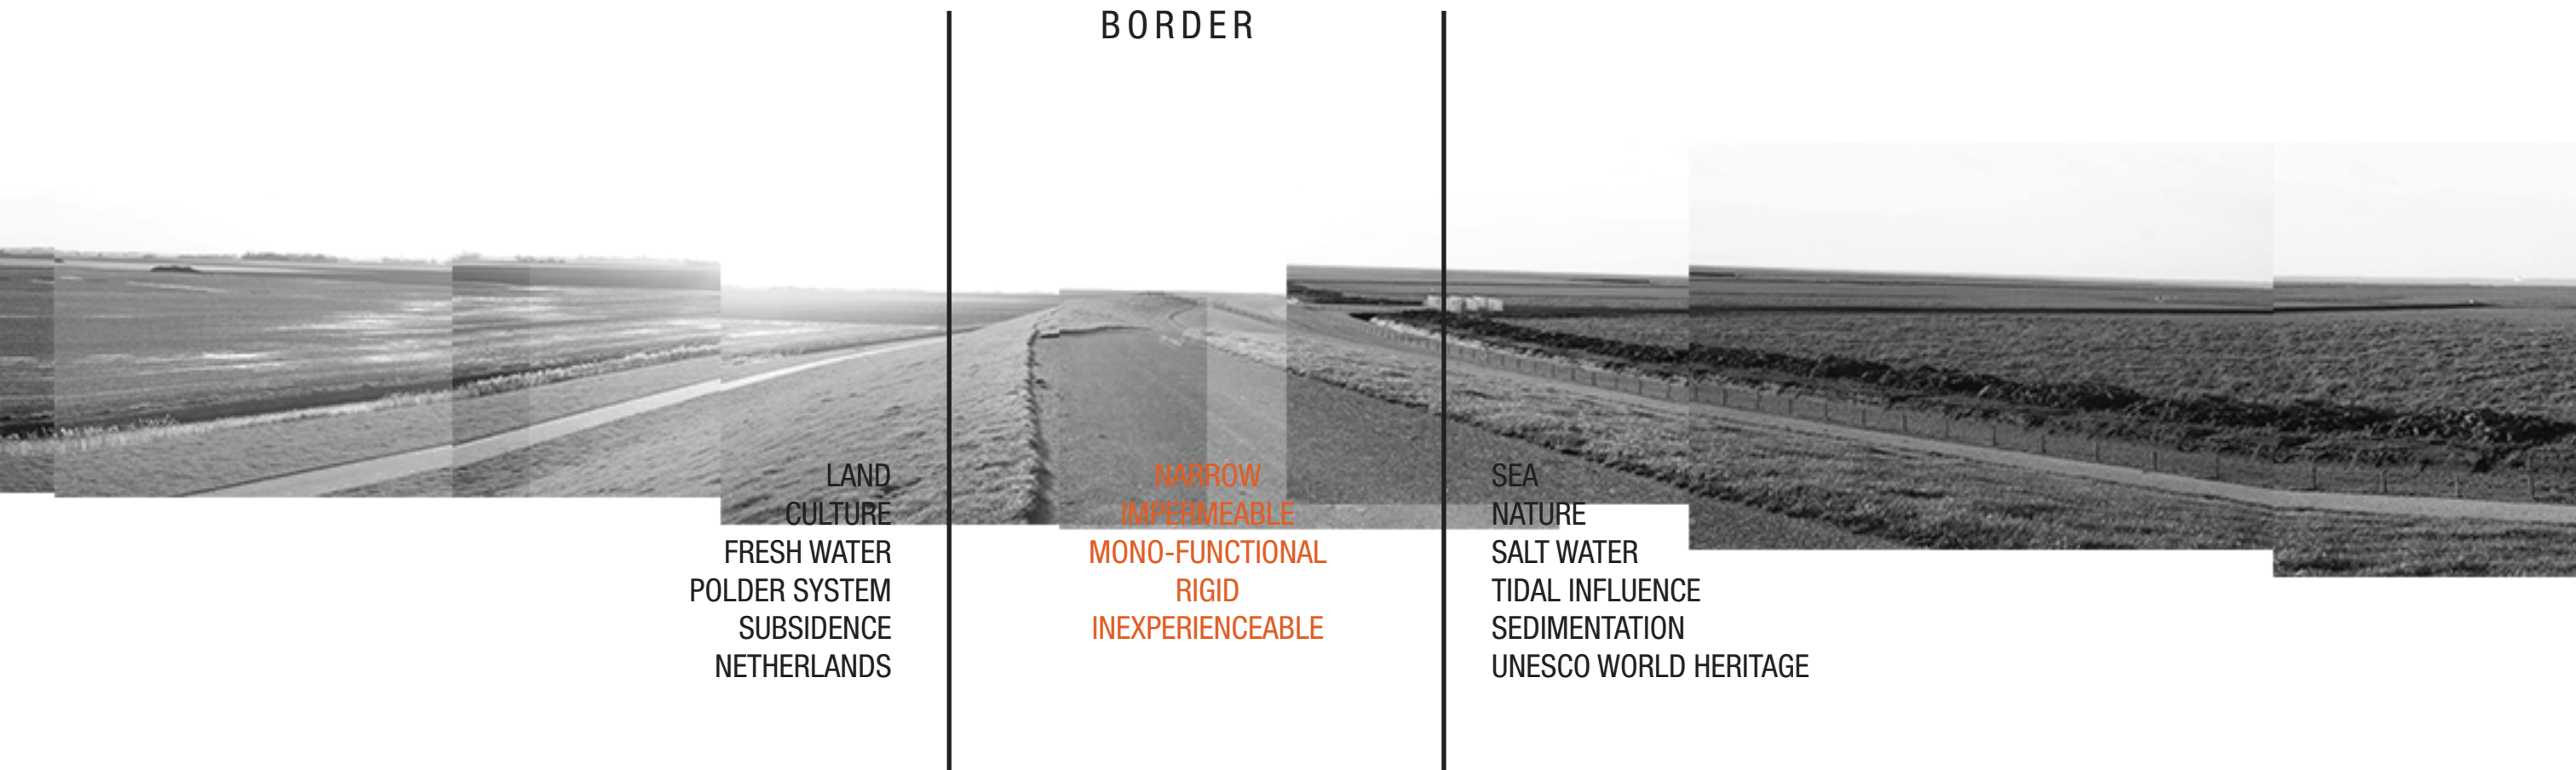 BORDER
LAND
CULTURE
FRESH WATER
POLDER SYSTEM
SUBSIDENCE
NETHERLANDS
NARROW
IMPERMEABLE
MONO-FUNCTIONAL
RIGID
INEXPERIENCEABLE
SEA
NATURE
SALT WATER
TIDAL INFLUENCE
SEDIMENTATION
UNESCO WORLD HERITAGE